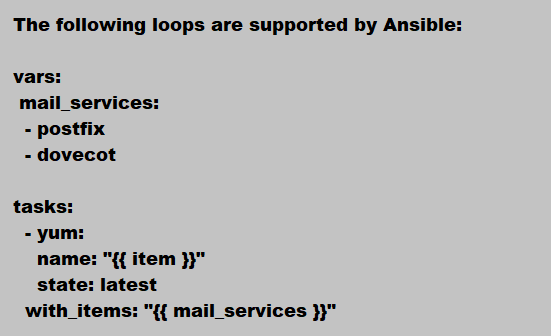 The following loops are supported by Ansible:

vars:
 mail_services:
  - postfix
  - dovecot

tasks:
  - yum:
    name: "{{ item }}"
    state: latest
  with_items: "{{ mail_services }}"